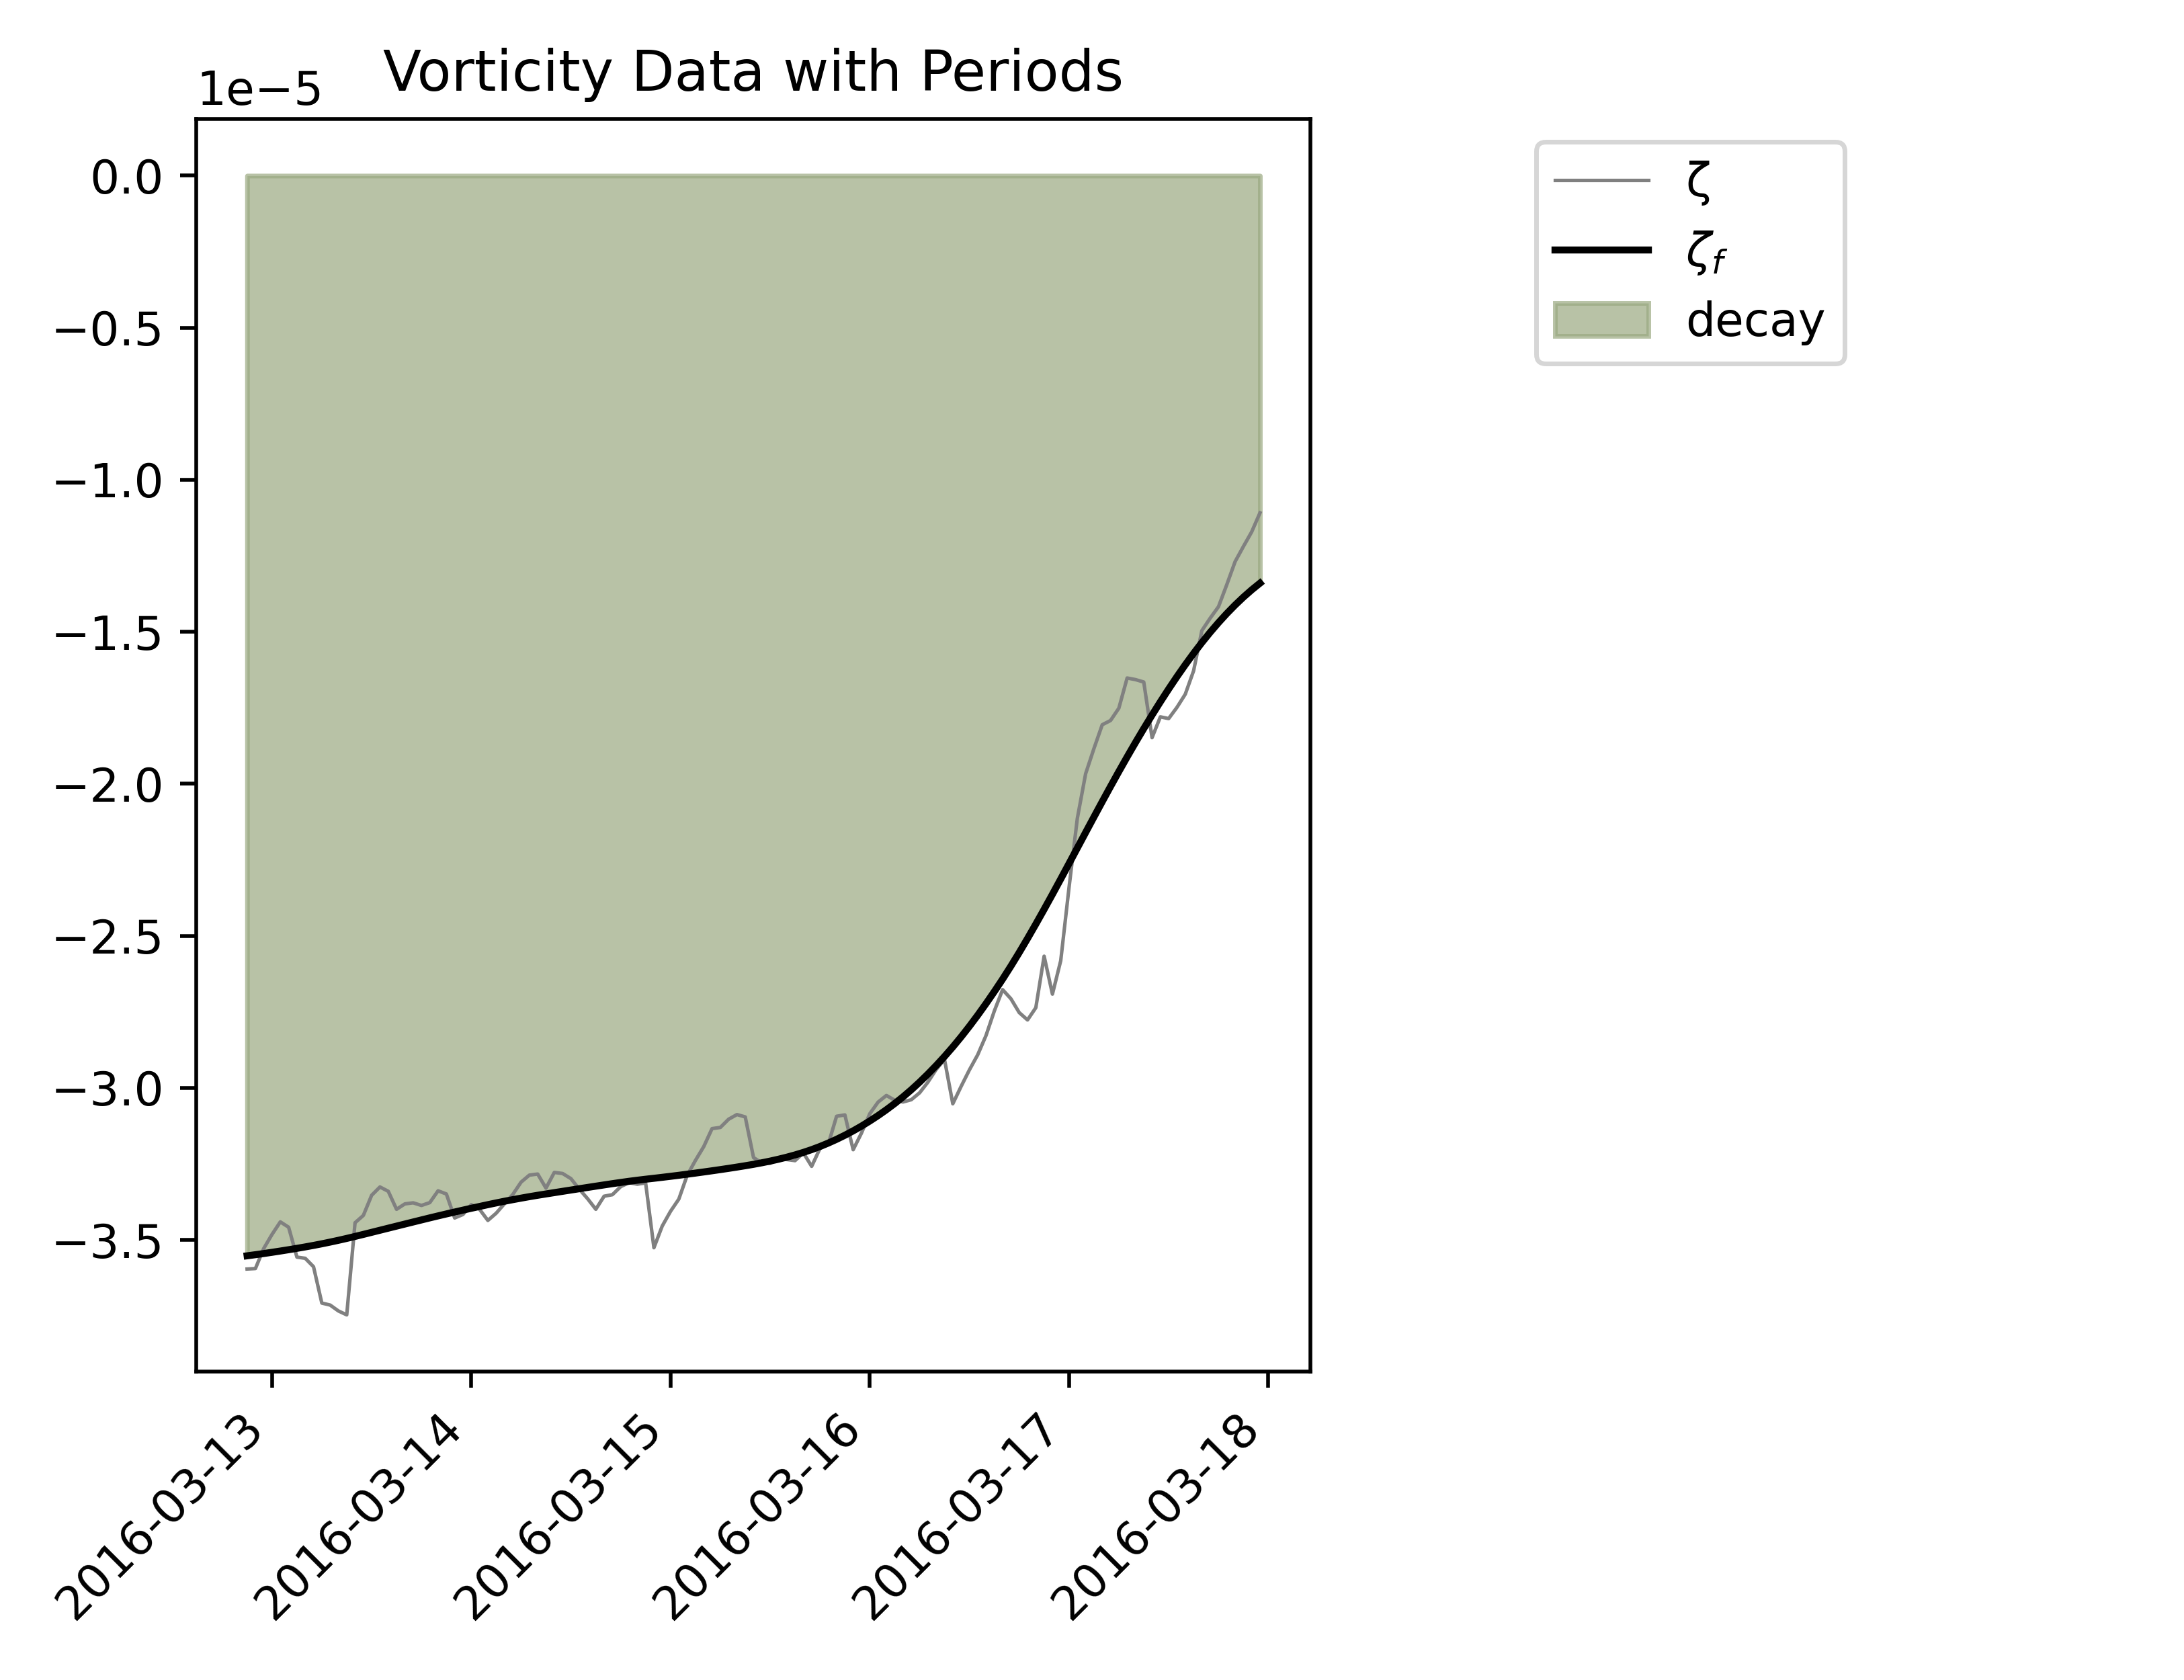 Vorticity Data with Periods
1e−5
0.0
−0.5
−1.0
−1.5
−2.0
−2.5
−3.0
−3.5
2016-03-13
2016-03-14
2016-03-15
2016-03-16
2016-03-17
2016-03-18
ζ
ζf
decay